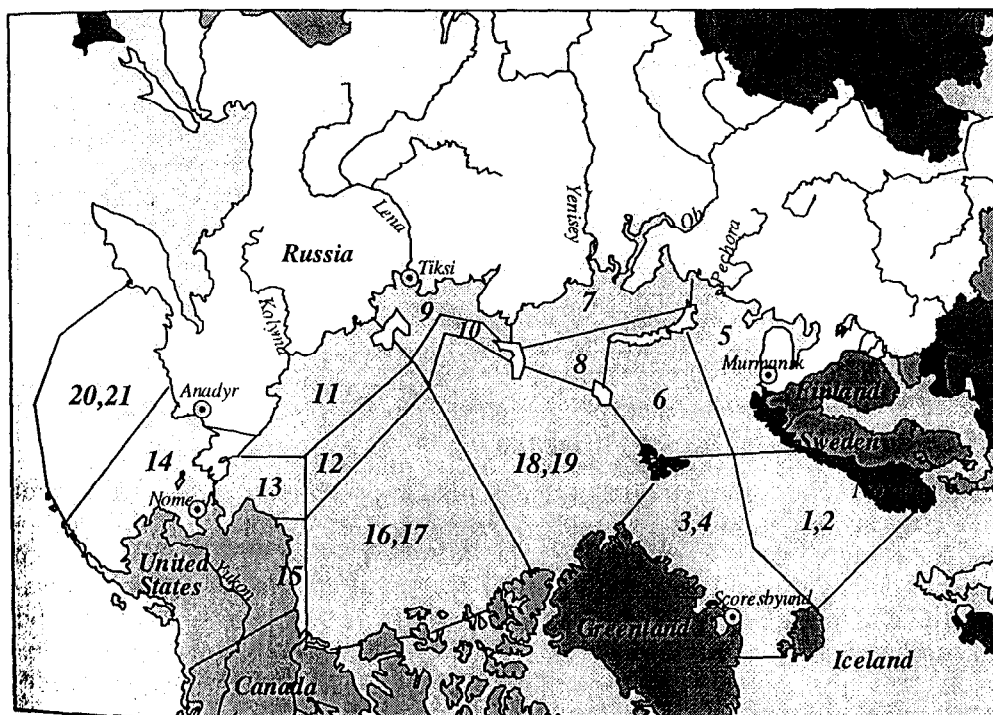 Lena
Yenisey
Ob
Pechora
Russia
Tiksi
Kolyma
7
9
10
5
8
Murmansk
11
6
20,21
Anadyr
Finland
Sweden
14
12
18,19
13
Nome
16,17
3,4
1,2
United
States
Yukon
15
Scoresbyund
Greenland
Iceland
Canada